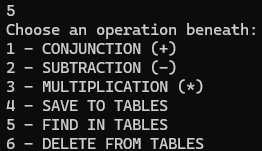 5
Choose an operation beneath:
1 - CONJUNCTION (+)
2 - SUBTRACTION (-)
3 - MULTIPLICATION (*)
4 - SAVE TO TABLES
5 - FIND IN TABLES
6 - DELETE FROM TABLES